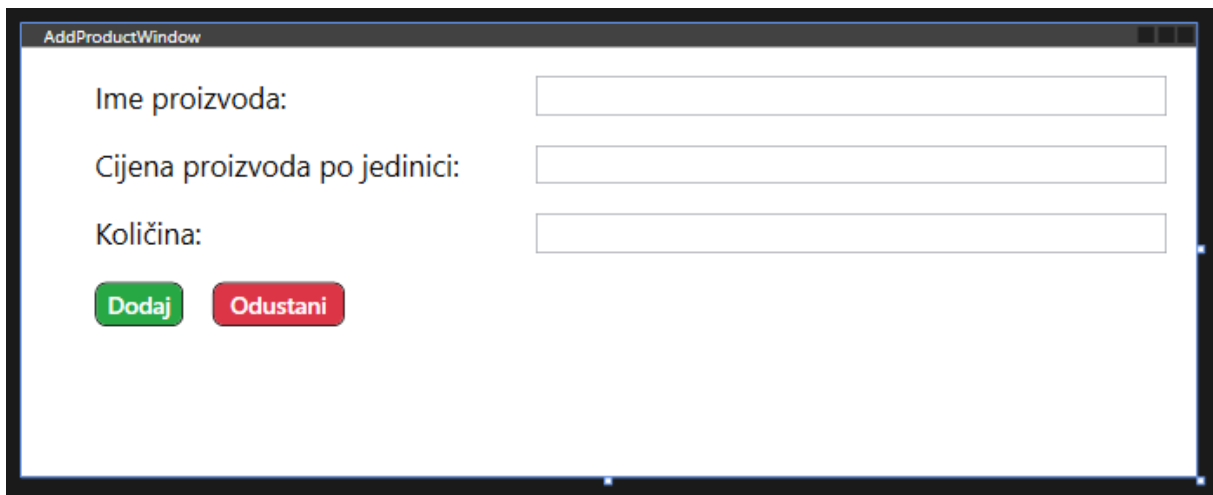 AddProductWindow
Ime proizvoda:
Cijena proizvoda po jedinici:
Količina:
Dodaj Odustani